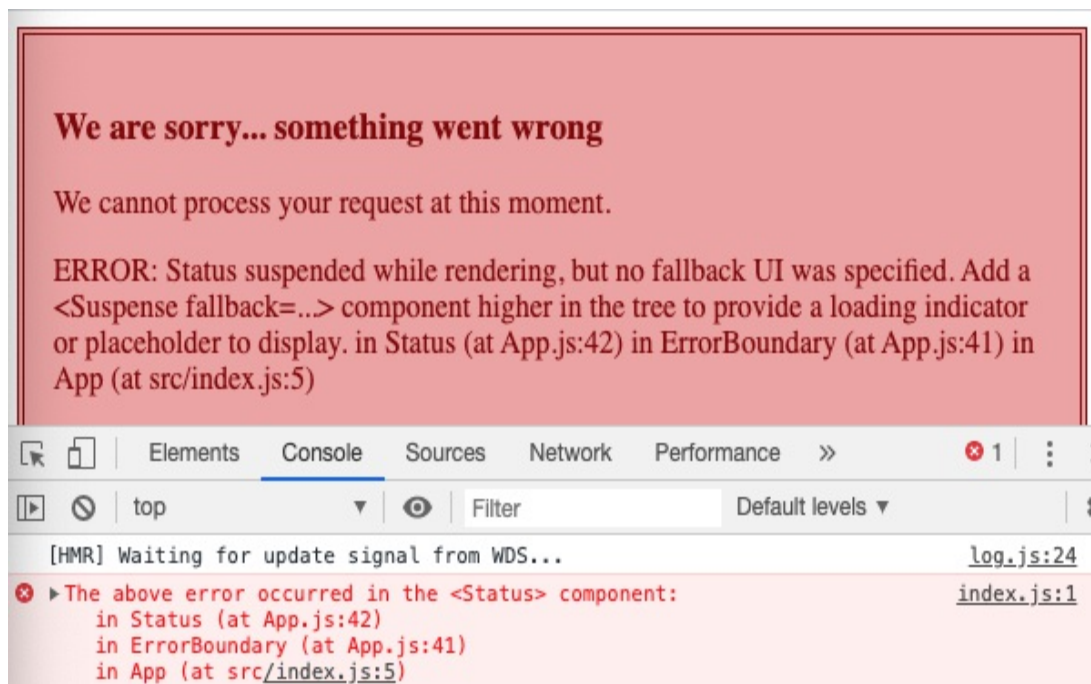 We are sorry... something went wrong
We cannot process your request at this moment.
ERROR: Status suspended while rendering, but no fallback UI was specified. Add a
<Suspense fallback=...> component higher in the tree to provide a loading indicator
or placeholder to display. in Status (at App.js:42) in ErrorBoundary (at App.js:41) in
App (at src/index.js:5)
Elements Console Sources Network Performance » 1
top ▼ Filter Default levels ▼
[HMR] Waiting for update signal from WDS... log.js:24
▶The above error occurred in the <Status> component: index.js:1
in Status (at App.js:42)
in ErrorBoundary (at App.js:41)
in App (at src/index.js:5)